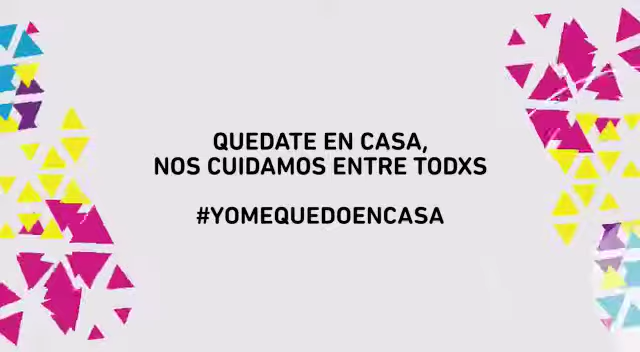 QUEDATE EN CASA,
NOS CUIDAMOS ENTRE TODXS
#YOMEQUEDOENCASA